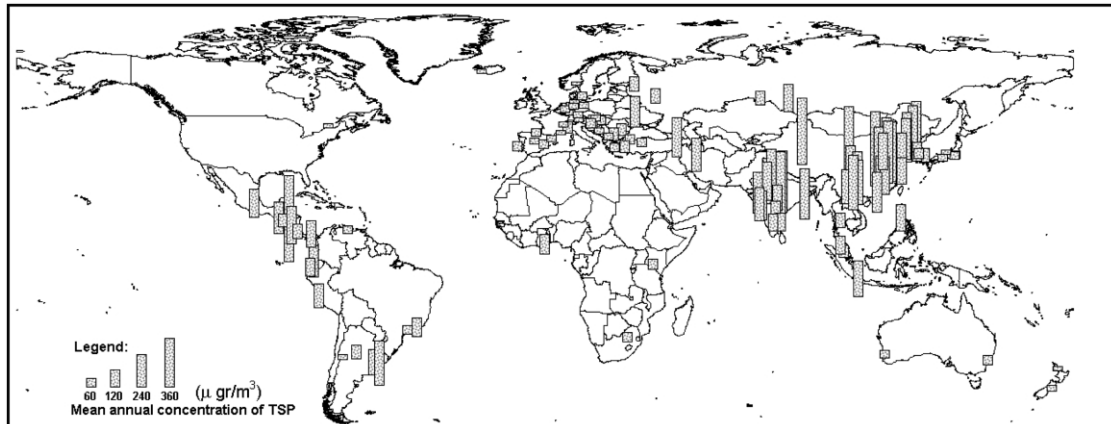 Legend:
60 120 240 360 (μ gr/m³)
Mean annual concentration of TSP